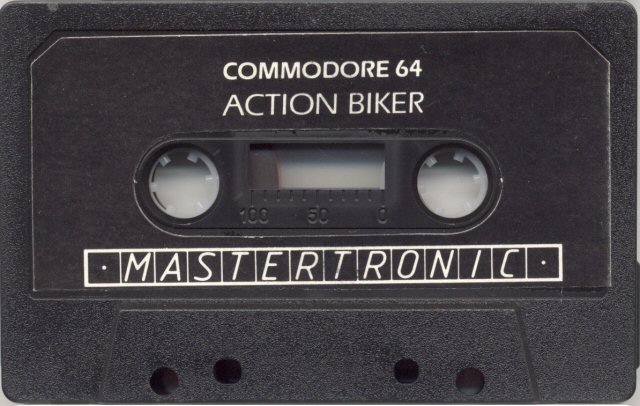 COMMODORE 64
ACTION BIKER
100 50 0
· MASTERTRONIC ·